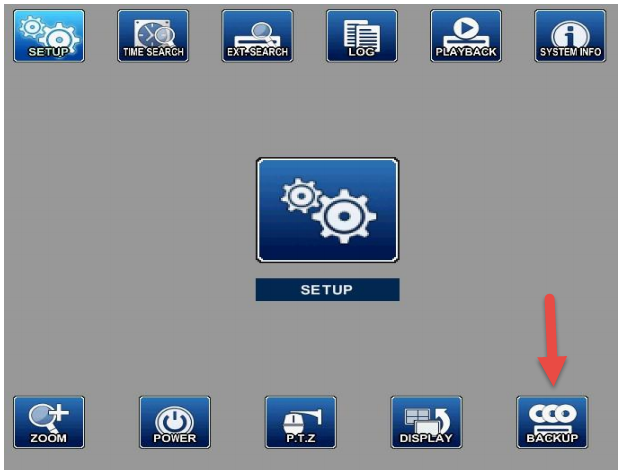 SETUP
TIME SEARCH
EXT. SEARCH
LOG
PLAYBACK
SYSTEM INFO
SETUP
ZOOM
POWER
P.T.Z
DISPLAY
BACKUP